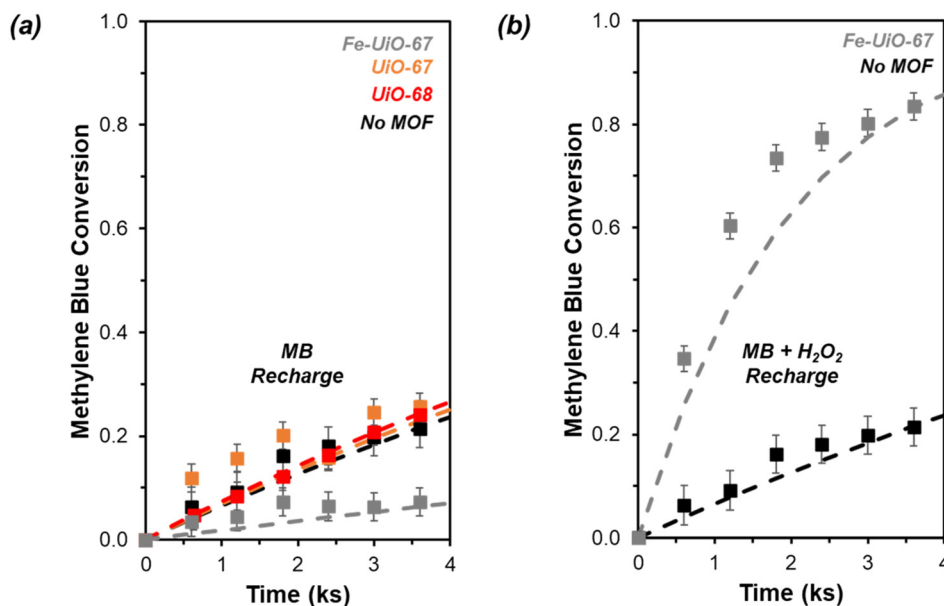 (a)
Methylene Blue Conversion
1.0
0.8
0.6
0.4
0.2
0.0
Fe-UiO-67
UiO-67
UiO-68
No MOF
MB
Recharge
0 1 2 3 4
Time (ks)
(b)
Methylene Blue Conversion
1.0
0.8
0.6
0.4
0.2
0.0
Fe-UiO-67
No MOF
MB + H₂O₂
Recharge
0 1 2 3 4
Time (ks)